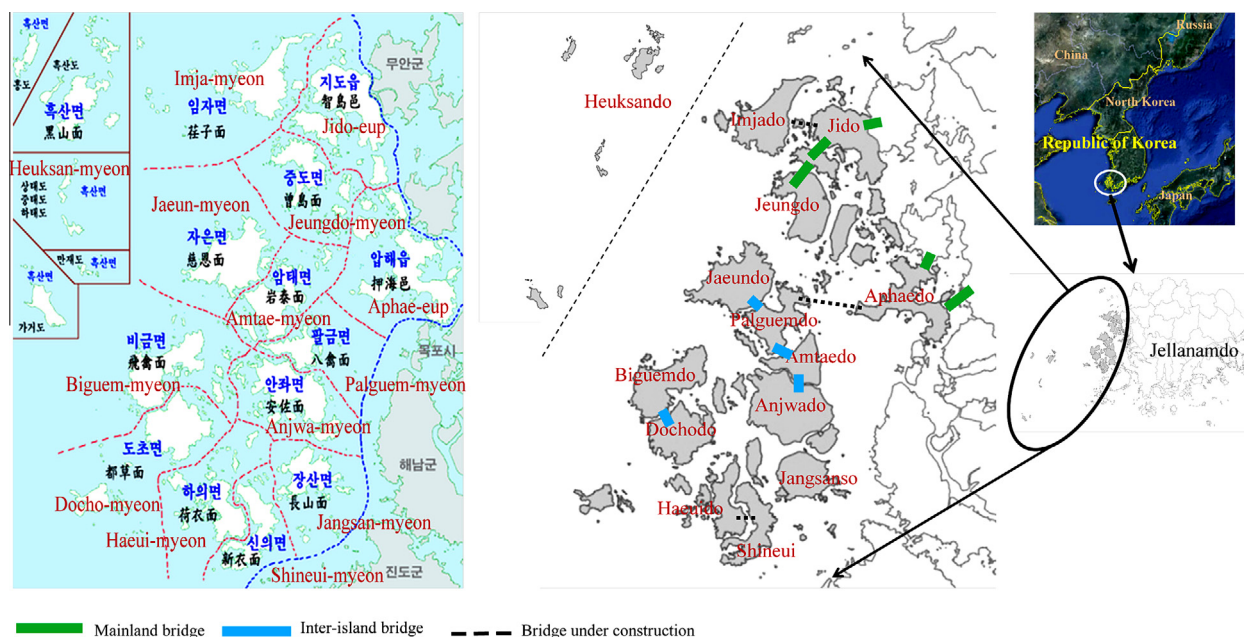 흑산면
흑산도
홍도
흑산면
黑山面
Heuksan-myeon
상태도
중태도
하태도
흑산면
만재도
흑산면
흑산면
가거도
Imja-myeon
임자면
荏子面
지도읍
智島邑
Jido-eup
무안군
중도면
曾島面
Jeungdo-myeon
Jaeun-myeon
자은면
慈恩面
암태면
岩泰面
Amtae-myeon
압해읍
押海邑
Aphae-eup
비금면
飛禽面
Biguem-myeon
팔금면
八禽面
Palguem-myeon
목포시
안좌면
安佐面
Anjwa-myeon
도초면
都草面
Docho-myeon
하의면
荷衣面
Haeui-myeon
장산면
長山面
Jangsan-myeon
해남군
신의면
新衣面
Shineui-myeon
진도군
Heuksando
Imjado
Jido
Jeungdo
Jaeundo
Aphaedo
Palguemdo
Amtaedo
Biguemdo
Anjwado
Dochodo
Jangsanso
Haeuido
Shineui
Russia
China
North Korea
Republic of Korea
Japan
Jellanamdo
Mainland bridge
Inter-island bridge
Bridge under construction